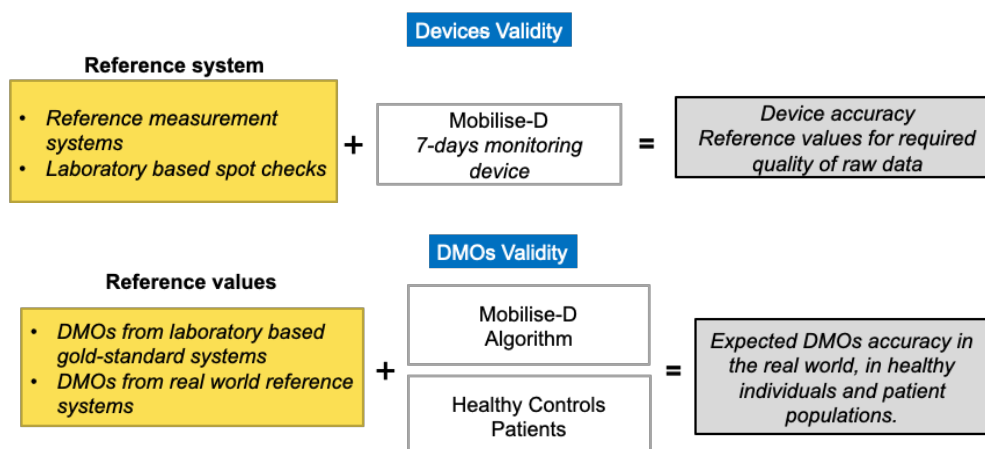 Devices Validity
Reference system
• Reference measurement
systems
• Laboratory based spot checks
+
Mobilise-D
7-days monitoring
device
=
Device accuracy
Reference values for required
quality of raw data
DMOs Validity
Reference values
• DMOs from laboratory based
gold-standard systems
• DMOs from real world reference
systems
+
Mobilise-D
Algorithm
Healthy Controls
Patients
=
Expected DMOs accuracy in
the real world, in healthy
individuals and patient
populations.